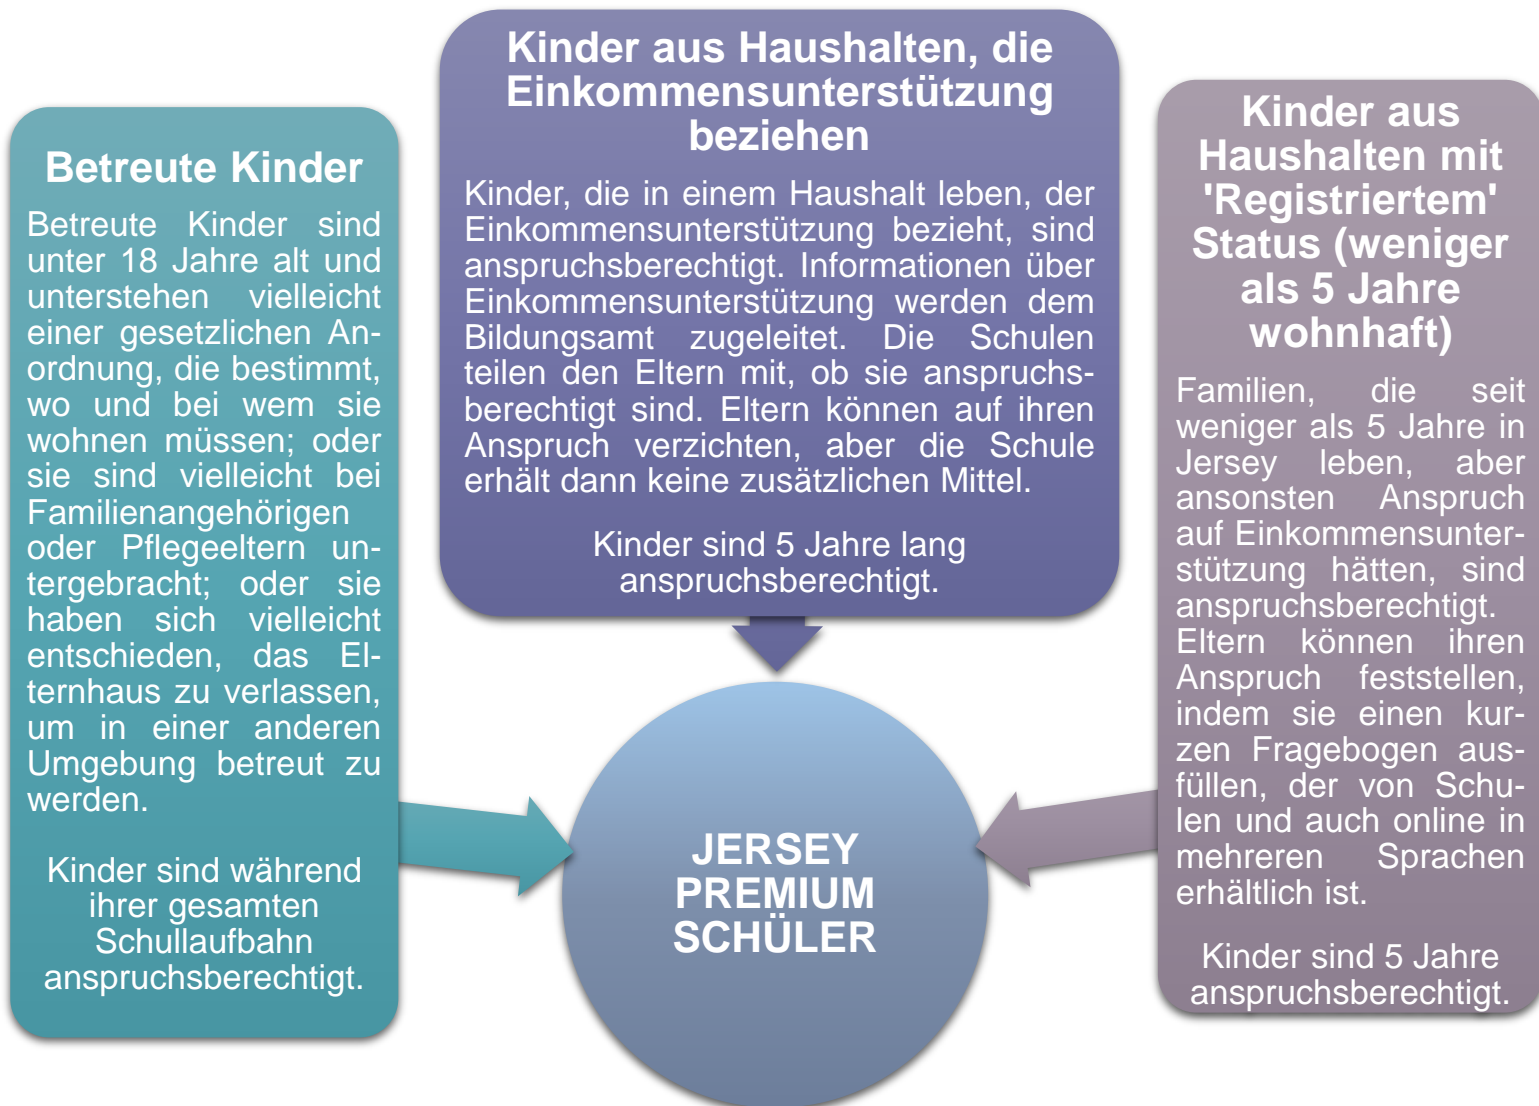 Betreute Kinder
Betreute Kinder sind
unter 18 Jahre alt und
unterstehen vielleicht
einer gesetzlichen An-
ordnung, die bestimmt,
wo und bei wem sie
wohnen müssen; oder
sie sind vielleicht bei
Familienangehörigen
oder Pflegeeltern un-
tergebracht; oder sie
haben sich vielleicht
entschieden, das El-
ternhaus zu verlassen,
um in einer anderen
Umgebung betreut zu
werden.
Kinder sind während
ihrer gesamten
Schullaufbahn
anspruchsberechtigt.
Kinder aus Haushalten, die
Einkommensunterstützung
beziehen
Kinder, die in einem Haushalt leben, der
Einkommensunterstützung bezieht, sind
anspruchsberechtigt. Informationen über
Einkommensunterstützung werden dem
Bildungsamt zugeleitet. Die Schulen
teilen den Eltern mit, ob sie anspruchs-
berechtigt sind. Eltern können auf ihren
Anspruch verzichten, aber die Schule
erhält dann keine zusätzlichen Mittel.
Kinder sind 5 Jahre lang
anspruchsberechtigt.
Kinder aus
Haushalten mit
'Registriertem'
Status (weniger
als 5 Jahre
wohnhaft)
Familien, die seit
weniger als 5 Jahre in
Jersey leben, aber
ansonsten Anspruch
auf Einkommensunter-
stützung hätten, sind
anspruchsberechtigt.
Eltern können ihren
Anspruch feststellen,
indem sie einen kur-
zen Fragebogen aus-
füllen, der von Schu-
len und auch online in
mehreren Sprachen
erhältlich ist.
Kinder sind 5 Jahre
anspruchsberechtigt.
JERSEY
PREMIUM
SCHÜLER